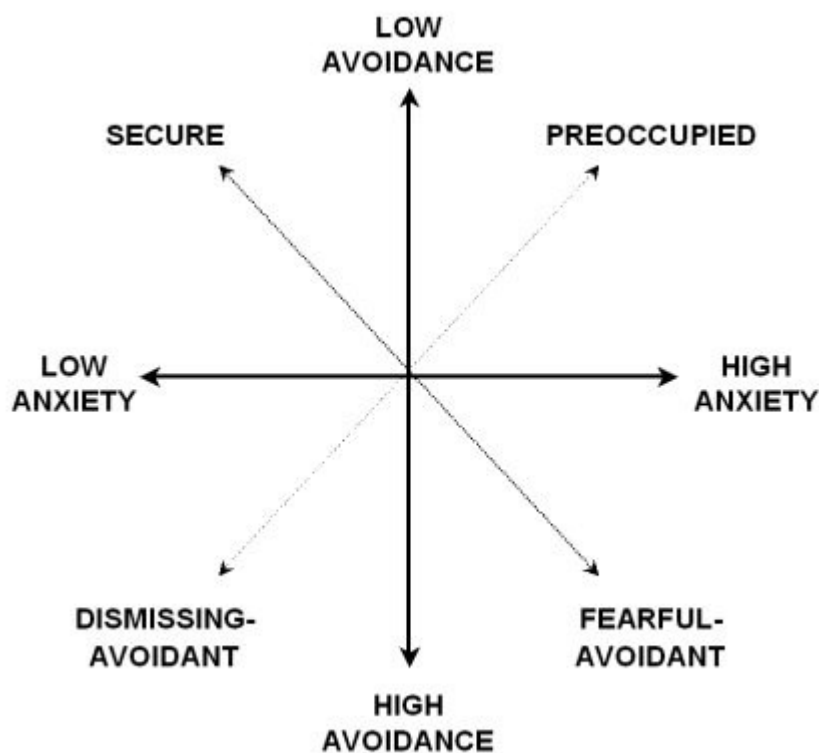 LOW
AVOIDANCE
SECURE
PREOCCUPIED
LOW
ANXIETY
HIGH
ANXIETY
DISMISSING-
AVOIDANT
FEARFUL-
AVOIDANT
HIGH
AVOIDANCE